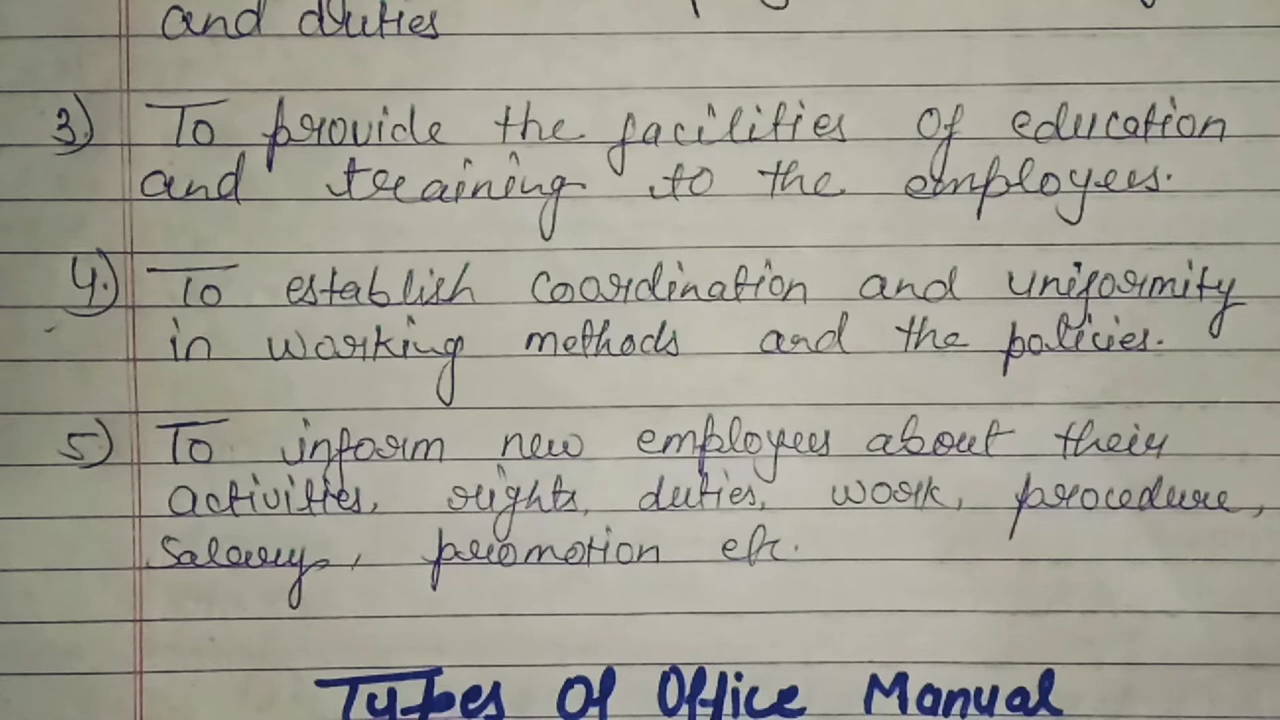 and duties
3) To provide the facilities Of education
and training to the employees.
4.) To establish coordination and uniformity
in working methods and the policies.
5) To inform new employees about their
activities, rights, duties, work, procedure,
Salary, promotion etc.
Types Of Office Manual